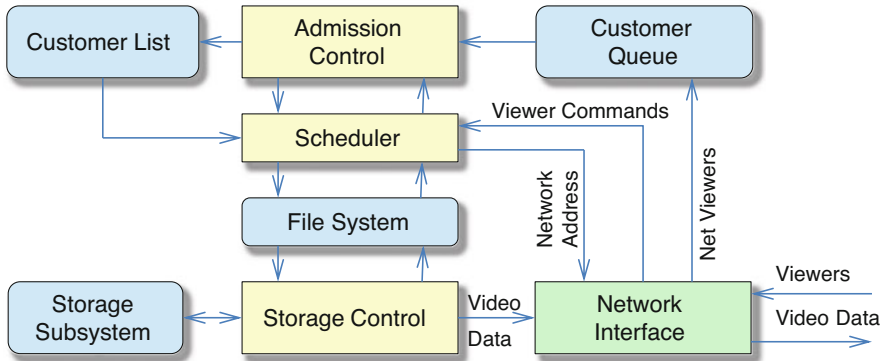 Customer List
Admission
Control
Customer
Queue
Viewer Commands
Scheduler
Network
Address
Net Viewers
File System
Viewers
Storage
Subsystem
Storage Control
Video
Data
Network
Interface
Video Data